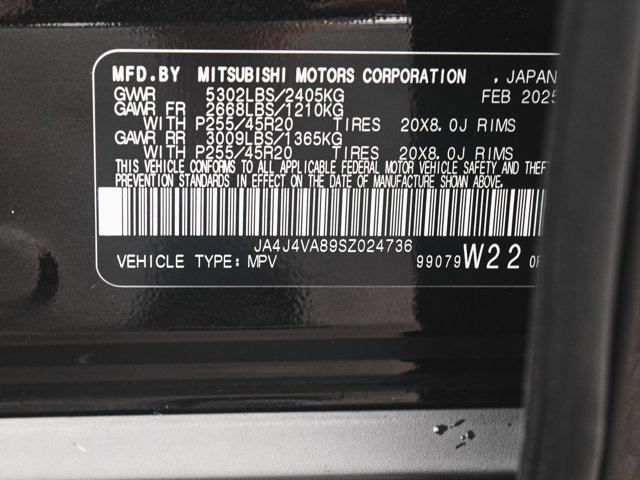 MFD.BY MITSUBISHI MOTORS CORPORATION , JAPAN
GVWR 5302LBS/2405KG FEB 2025
GAWR FR 2668LBS/1210KG
WITH P255/45R20 TIRES 20X8.0J RIMS
GAWR RR 3009LBS/1365KG
WITH P255/45R20 TIRES 20X8.0J RIMS
THIS VEHICLE CONFORMS TO ALL APPLICABLE FEDERAL MOTOR VEHICLE SAFETY AND THEFT
PREVENTION STANDARDS IN EFFECT ON THE DATE OF MANUFACTURE SHOWN ABOVE.
JA4J4VA89SZ024736
VEHICLE TYPE: MPV 99079 W22